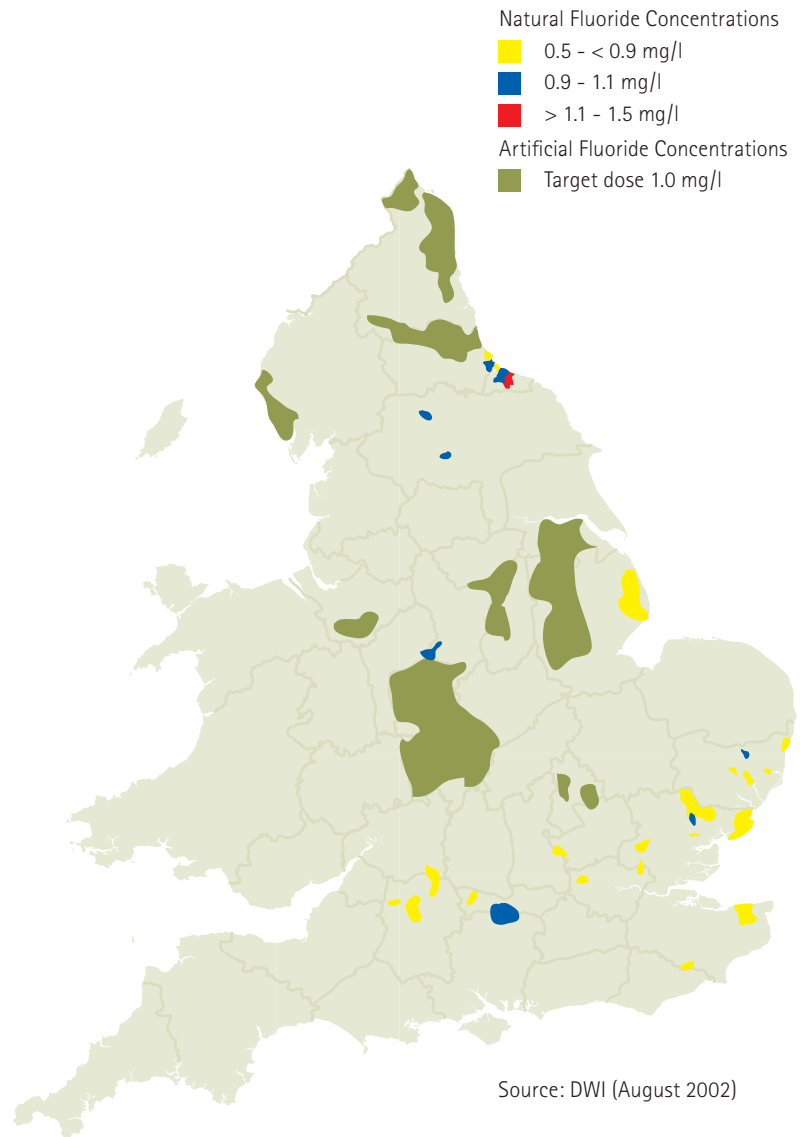 Natural Fluoride Concentrations
0.5 - < 0.9 mg/l
0.9 - 1.1 mg/l
> 1.1 - 1.5 mg/l
Artificial Fluoride Concentrations
Target dose 1.0 mg/l
Source: DWI (August 2002)